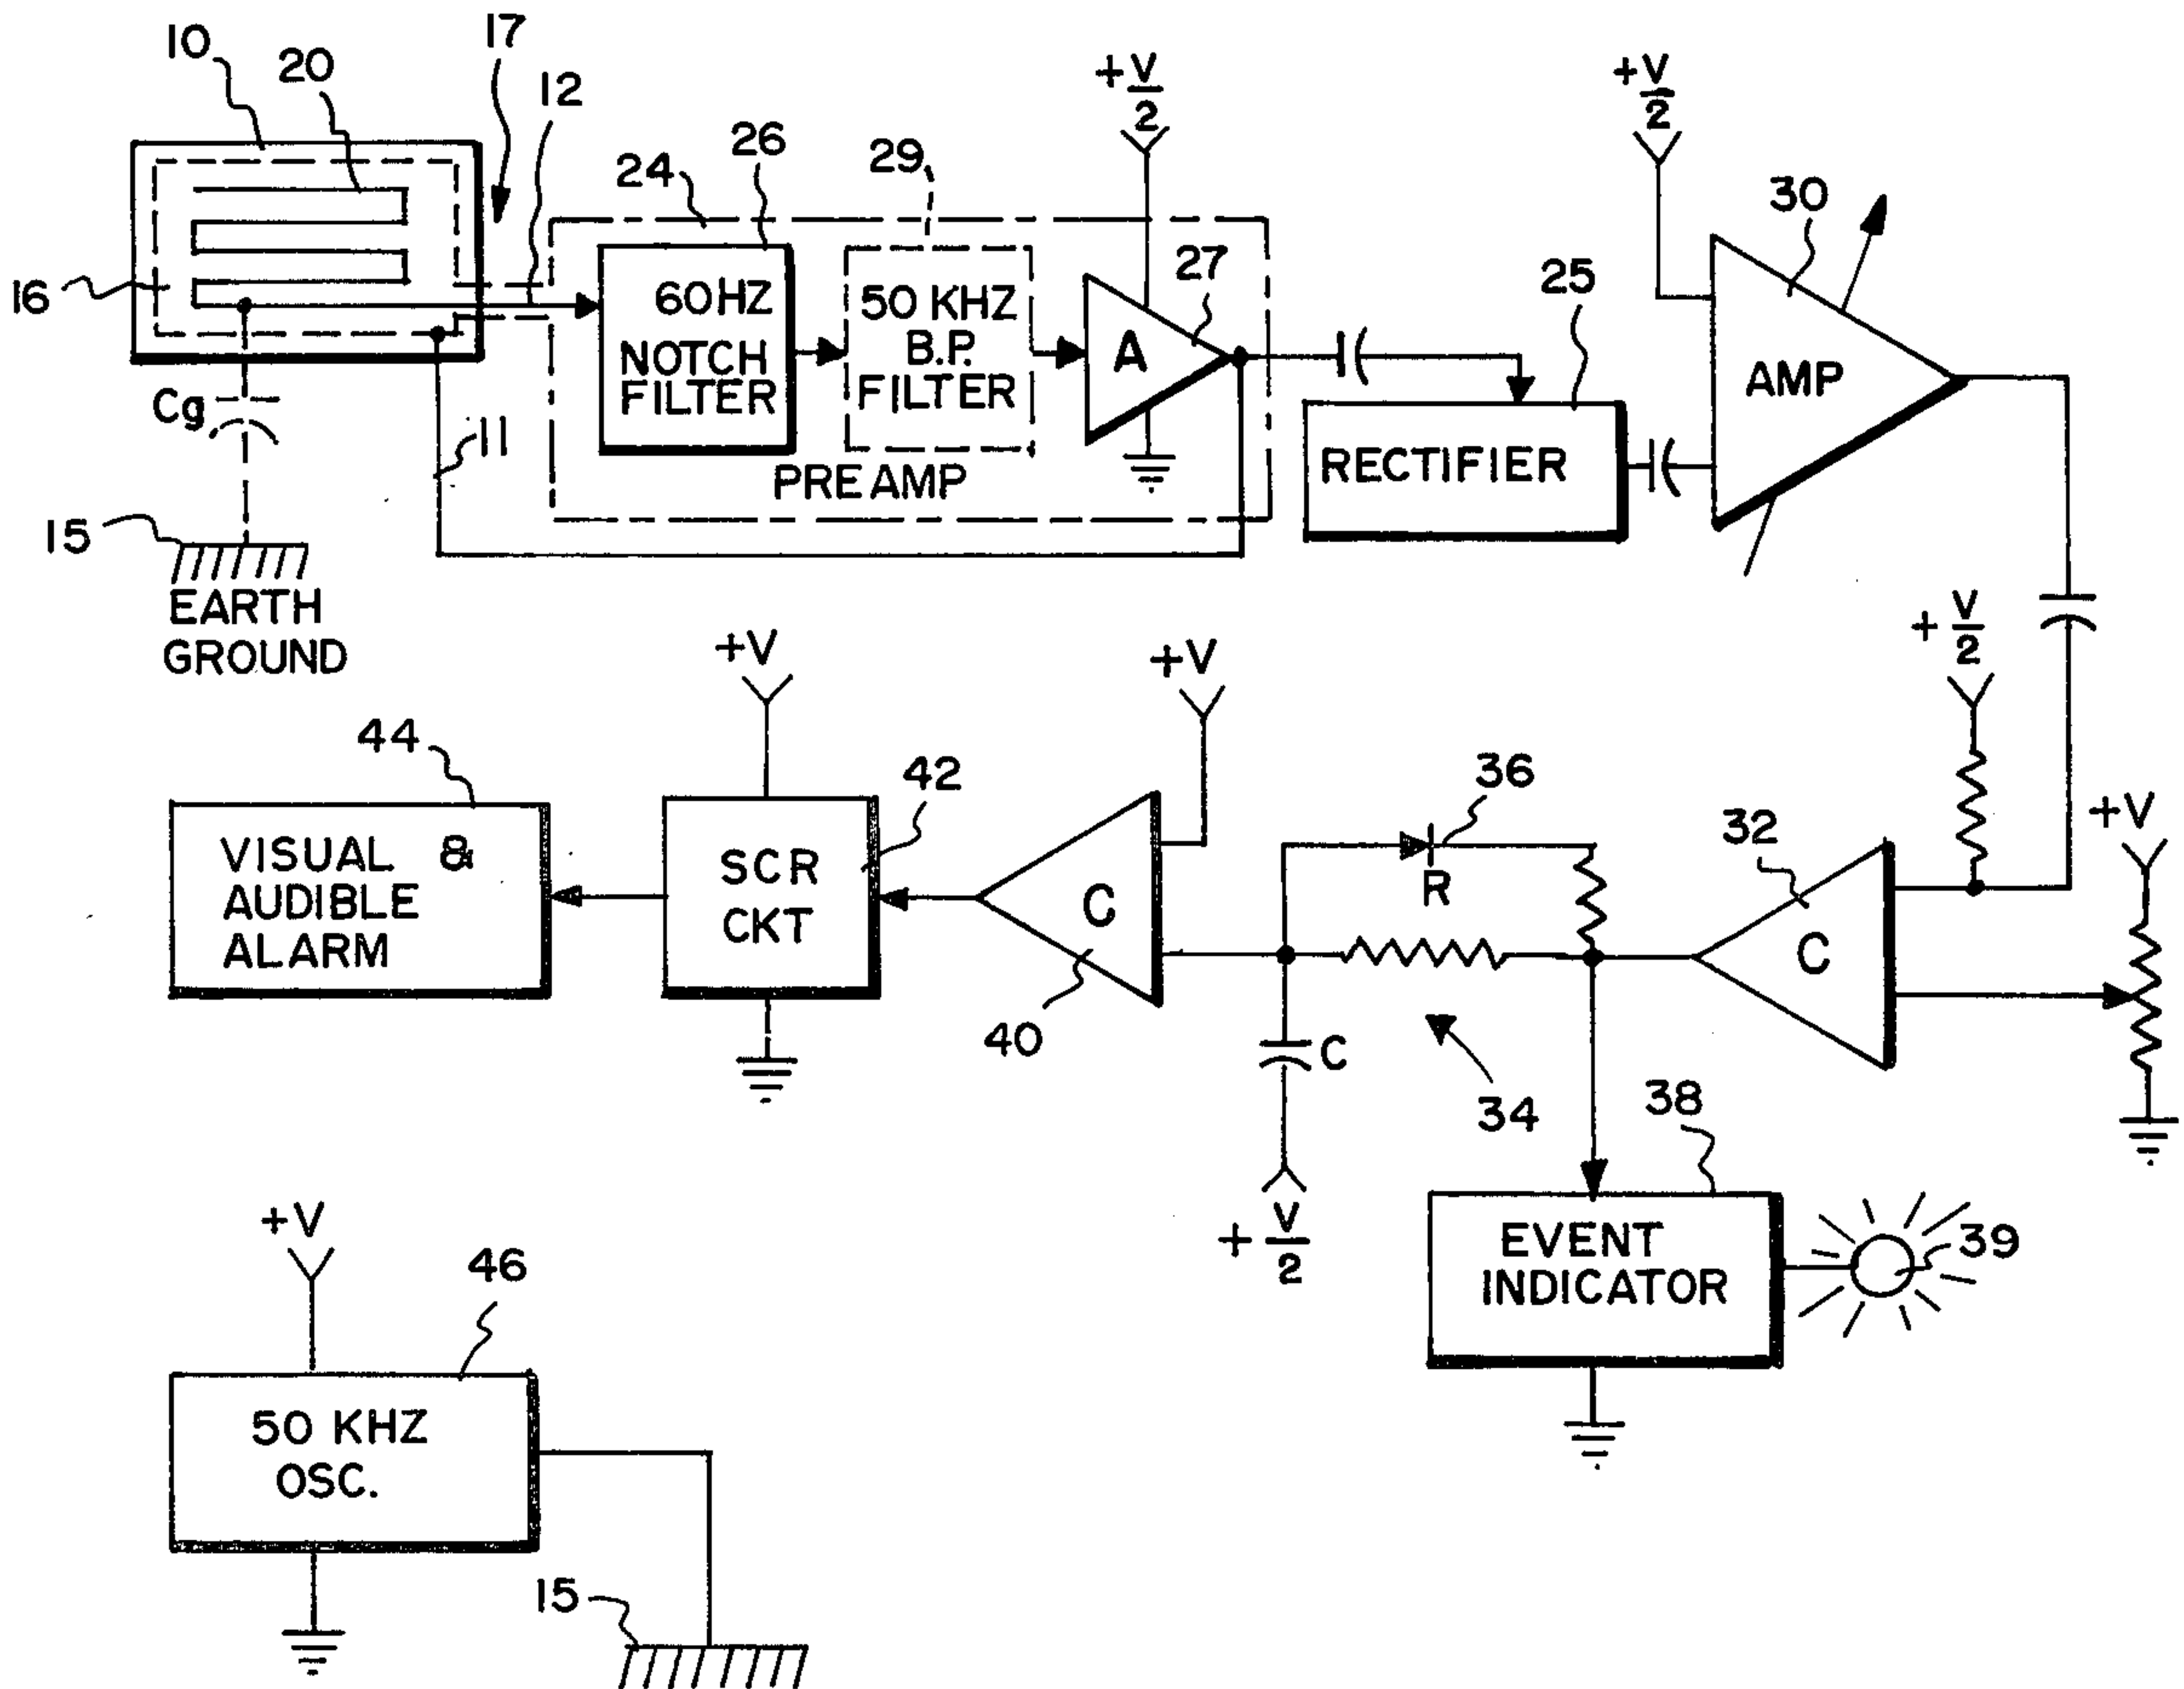 10
20
17
12
+V/2
+V/2
24
26
29
27
30
16
60HZ
NOTCH
FILTER
50 KHZ
B.P.
FILTER
A
25
AMP
Cg
11
PREAMP
RECTIFIER
15
EARTH
GROUND
+V
+V
+V/2
44
42
36
32
+V
VISUAL &
AUDIBLE
ALARM
SCR
CKT
C
R
C
40
C
34
38
+V/2
EVENT
INDICATOR
39
+V
46
50 KHZ
OSC.
15